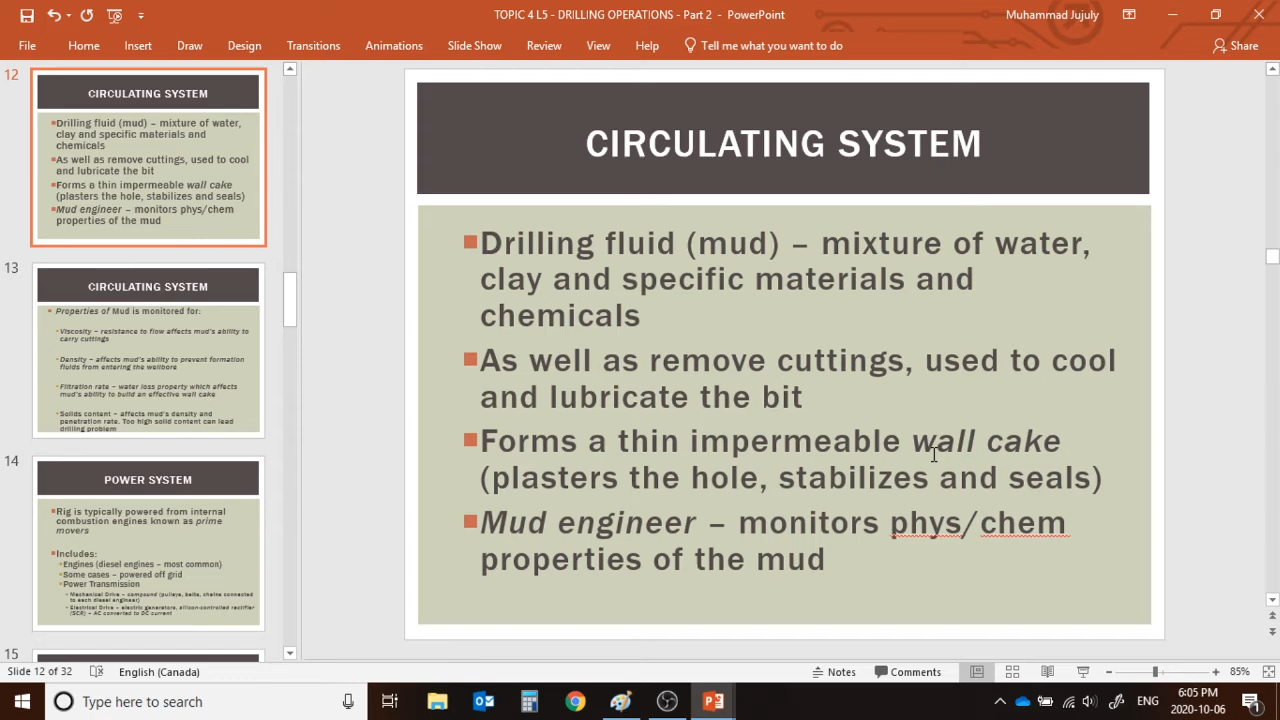 TOPIC 4 L5 - DRILLING OPERATIONS - Part 2 - PowerPoint
Muhammad Jujuly
File Home Insert Draw Design Transitions Animations Slide Show Review View Help Tell me what you want to do Share
12
CIRCULATING SYSTEM
Drilling fluid (mud) – mixture of water,
clay and specific materials and
chemicals
As well as remove cuttings, used to cool
and lubricate the bit
Forms a thin impermeable wall cake
(plasters the hole, stabilizes and seals)
Mud engineer – monitors phys/chem
properties of the mud
13
CIRCULATING SYSTEM
Properties of Mud is monitored for:
Viscosity – resistance to flow affects mud's ability to
carry cuttings
Density – affects mud's ability to prevent formation
fluids from entering the wellbore
Filtration rate – water loss property which affects
mud's ability to build an effective wall cake
Solids content – affects mud's density and
penetration rate. Too high solid content can lead
drilling problem
14
POWER SYSTEM
Rig is typically powered from internal
combustion engines known as prime
movers
Includes:
Engines (diesel engines – most common)
Some cases – powered off grid
Power Transmission
Mechanical Drive – compound (pulleys, belts, chains connected
to each diesel engine)
Electrical Drive – electric generators, silicon-controlled rectifier
(SCR) – AC converted to DC current
15
CIRCULATING SYSTEM
Drilling fluid (mud) – mixture of water,
clay and specific materials and
chemicals
As well as remove cuttings, used to cool
and lubricate the bit
Forms a thin impermeable wall cake
(plasters the hole, stabilizes and seals)
Mud engineer – monitors phys/chem
properties of the mud
Slide 12 of 32 English (Canada) Notes Comments 85%
Type here to search
ENG
6:05 PM
2020-10-06